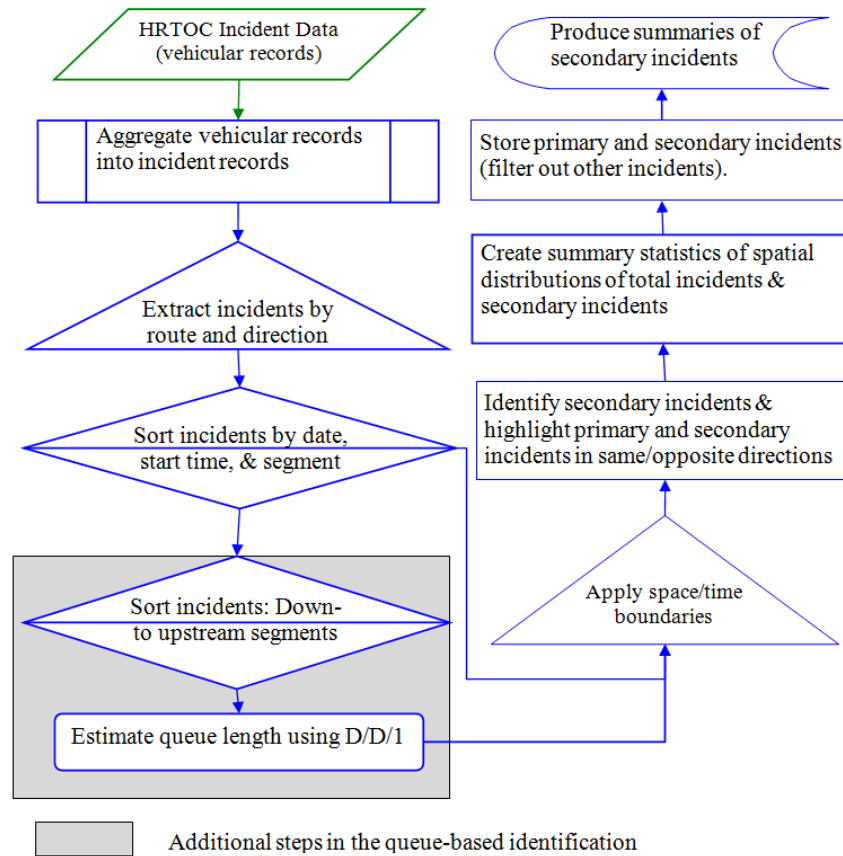 HRTOC Incident Data
(vehicular records)
Aggregate vehicular records
into incident records
Extract incidents by
route and direction
Sort incidents by date,
start time, & segment
Sort incidents: Down-
to upstream segments
Estimate queue length using D/D/1
Apply space/time
boundaries
Identify secondary incidents &
highlight primary and secondary
incidents in same/opposite directions
Create summary statistics of spatial
distributions of total incidents &
secondary incidents
Store primary and secondary incidents
(filter out other incidents).
Produce summaries of
secondary incidents
Additional steps in the queue-based identification